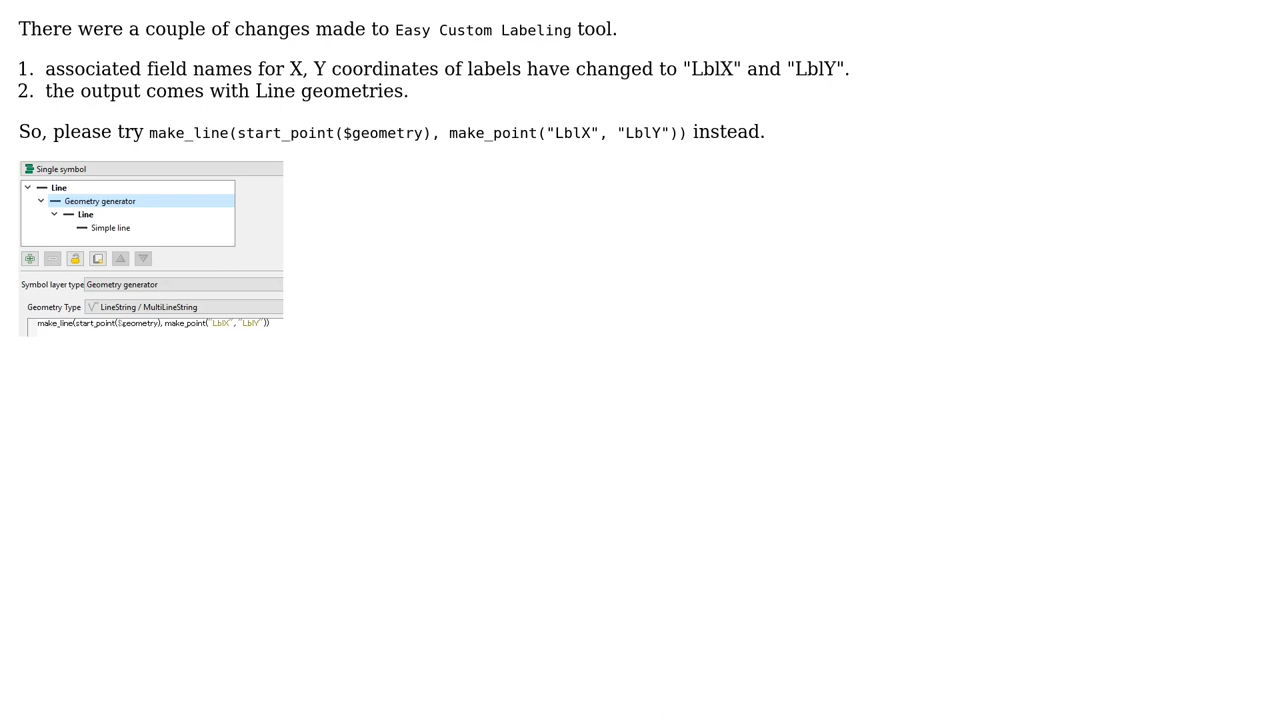 There were a couple of changes made to Easy Custom Labeling tool.
1. associated field names for X, Y coordinates of labels have changed to "LblX" and "LblY".
2. the output comes with Line geometries.
So, please try make_line(start_point($geometry), make_point("LblX", "LblY")) instead.
Single symbol
Line
Geometry generator
Line
Simple line
Symbol layer type Geometry generator
Geometry Type LineString / MultiLineString
make_line(start_point($geometry), make_point("LblX", "LblY"))